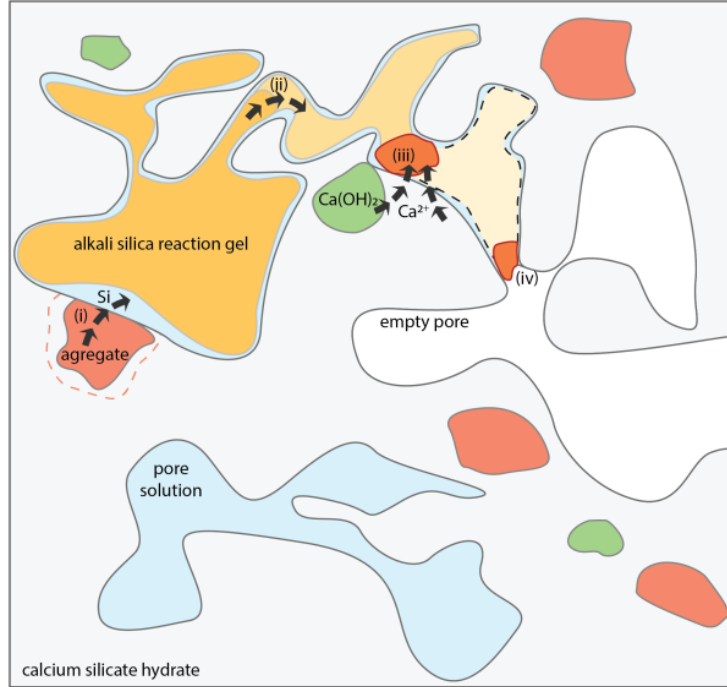 (ii)
(iii)
Ca(OH)₂
Ca²⁺
alkali silica reaction gel
Si
(i)
agregate
(iv)
empty pore
pore
solution
calcium silicate hydrate